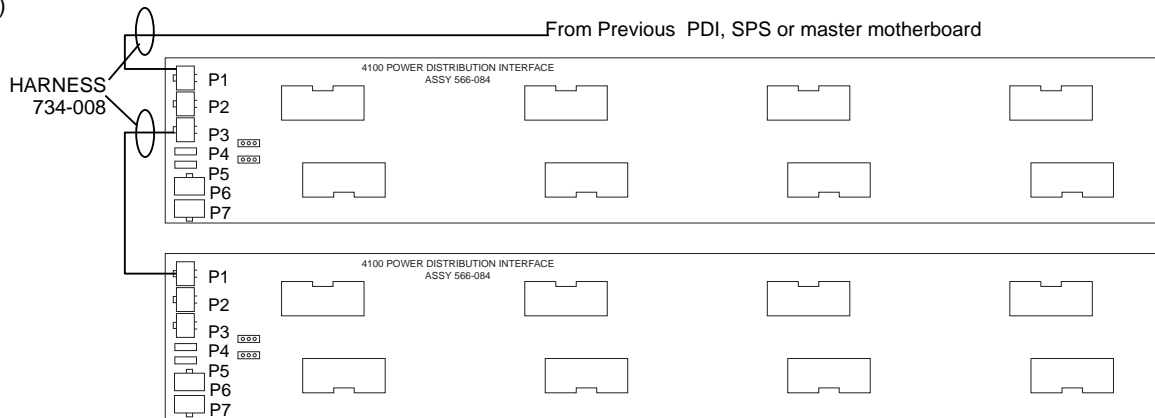 )
From Previous PDI, SPS or master motherboard
HARNESS
734-008
4100 POWER DISTRIBUTION INTERFACE
ASSY 566-084
P1
P2
P3
P4
P5
P6
P7
4100 POWER DISTRIBUTION INTERFACE
ASSY 566-084
P1
P2
P3
P4
P5
P6
P7